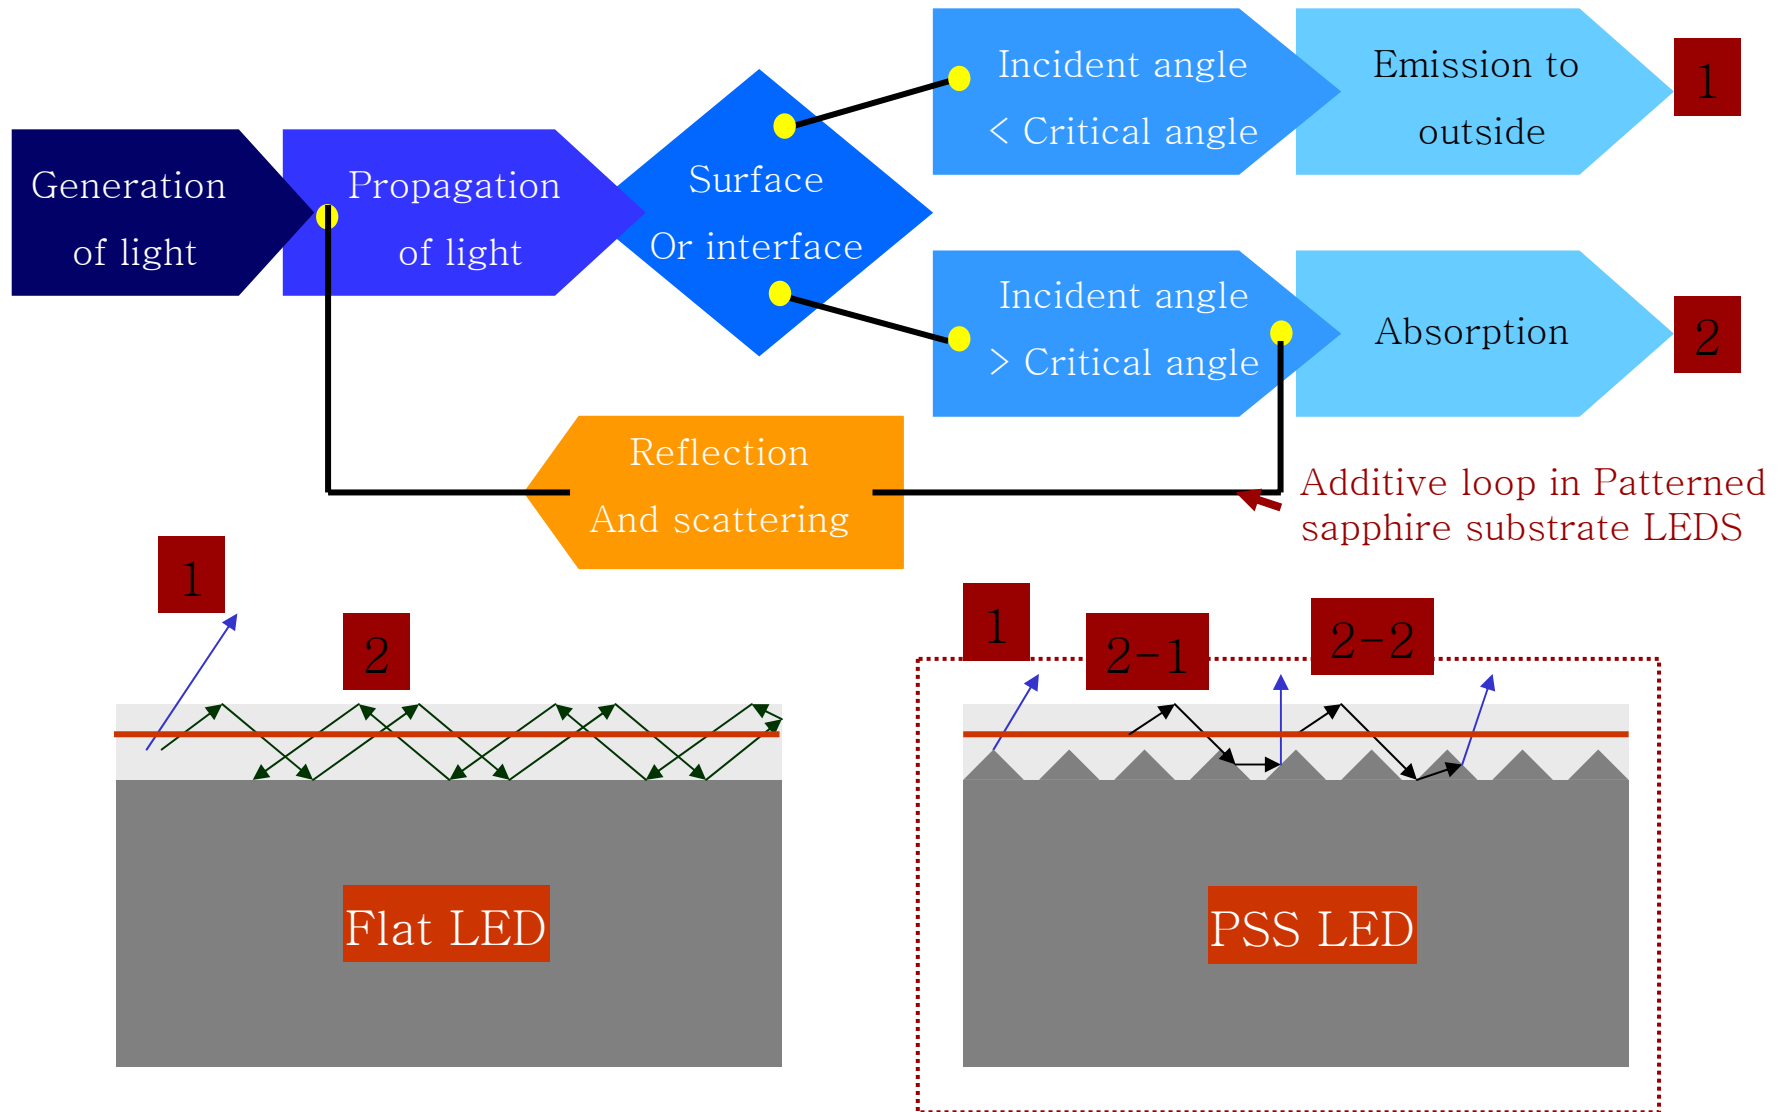 Generation
of light
Propagation
of light
Surface
Or interface
Incident angle
< Critical angle
Emission to
outside
1
Incident angle
> Critical angle
Absorption
2
Reflection
And scattering
Additive loop in Patterned
sapphire substrate LEDS
1
2
Flat LED
1
2-1
2-2
PSS LED